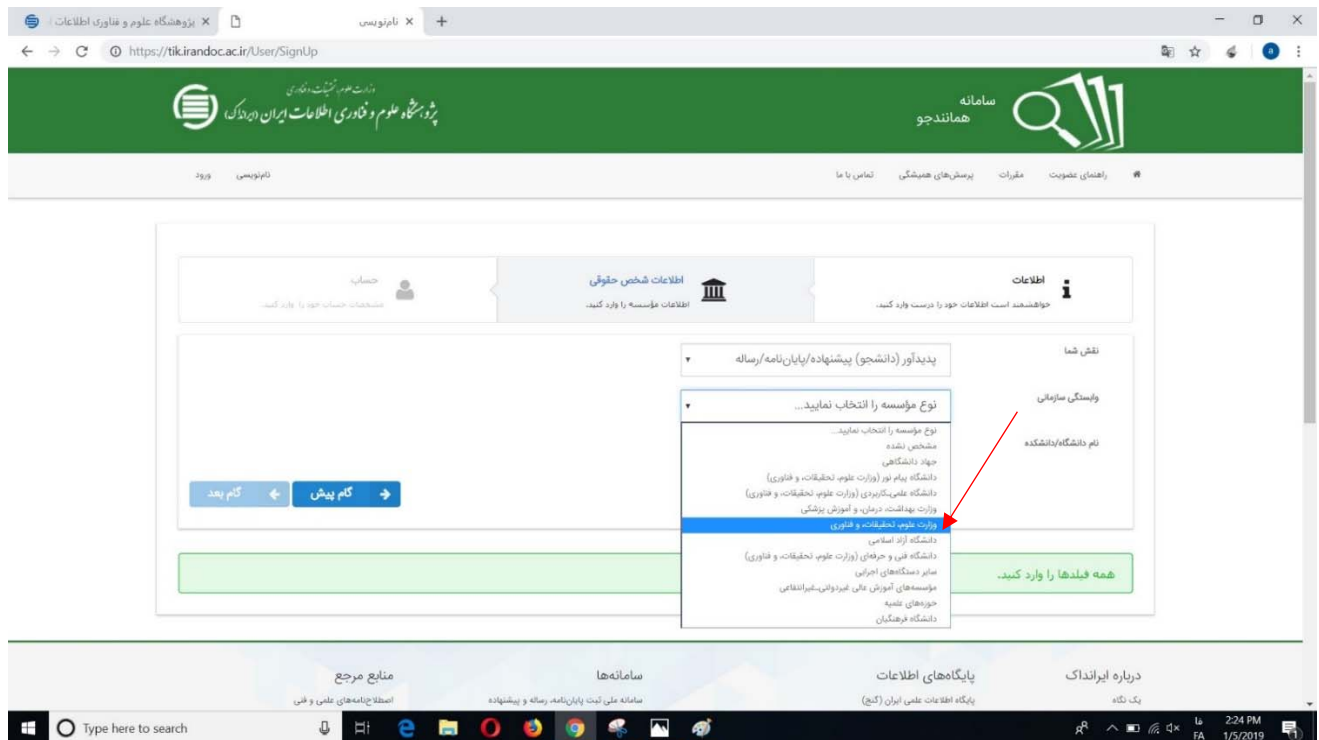 پژوهشگاه علوم و فناوری اطلاعات
نام‌نویسی
https://tik.irandoc.ac.ir/User/SignUp
سامانه
همانندجو
وزارت علوم، تحقیقات و فناوری
پژوهشگاه علوم و فناوری اطلاعات ایران (ایرانداک)
راهنمای عضویت
مقررات
پرسش‌های همیشگی
تماس با ما
نام‌نویسی
ورود
اطلاعات
خواهشمند است اطلاعات خود را درست وارد کنید.
اطلاعات شخص حقوقی
اطلاعات مؤسسه را وارد کنید.
حساب
مشخصات حساب خود را وارد کنید.
نقش شما
پدیدآور (دانشجو) پیشنهاده/پایان‌نامه/رساله
وابستگی سازمانی
نوع مؤسسه را انتخاب نمایید...
نام دانشگاه/دانشکده
نوع مؤسسه را انتخاب نمایید...
مشخص نشده
جهاد دانشگاهی
دانشگاه پیام نور (وزارت علوم، تحقیقات، و فناوری)
دانشگاه علمی‌کاربردی (وزارت علوم، تحقیقات، و فناوری)
وزارت بهداشت، درمان، و آموزش پزشکی
وزارت علوم، تحقیقات، و فناوری
دانشگاه آزاد اسلامی
دانشگاه فنی و حرفه‌ای (وزارت علوم، تحقیقات، و فناوری)
سایر دستگاه‌های اجرایی
مؤسسه‌های آموزش عالی غیردولتی_غیرانتفاعی
حوزه‌های علمیه
دانشگاه فرهنگیان
گام پیش
گام بعد
همه فیلدها را وارد کنید.
درباره ایرانداک
پایگاه‌های اطلاعات
سامانه‌ها
منابع مرجع
یک نگاه
پایگاه اطلاعات علمی ایران (گنج)
سامانه ملی ثبت پایان‌نامه، رساله و پیشنهاده
اصطلاح‌نامه‌های علمی و فنی
Type here to search
فا
FA
2:24 PM
1/5/2019